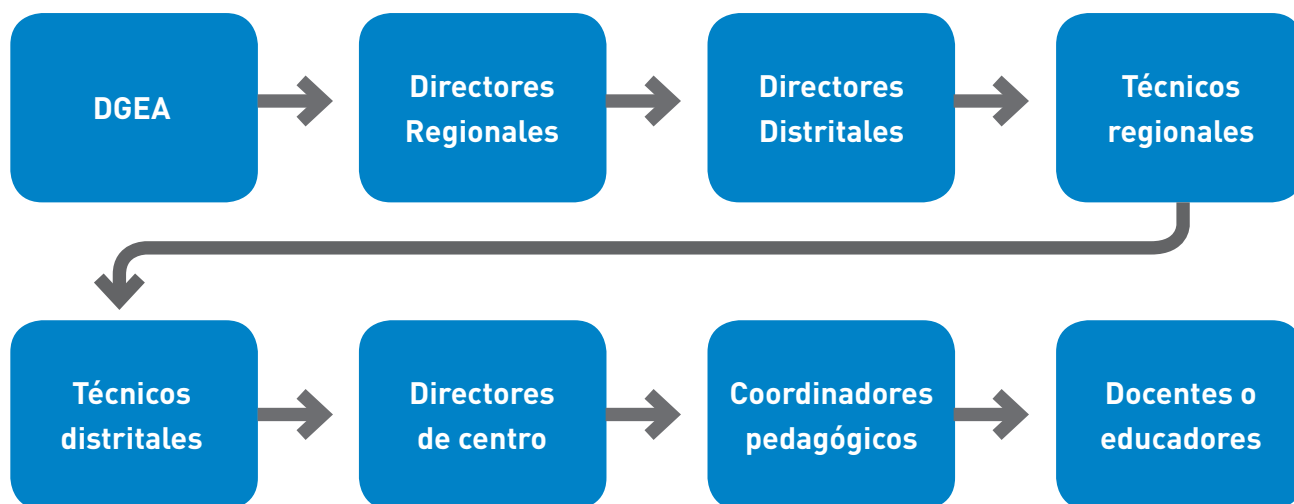 DGEA
Directores
Regionales
Directores
Distritales
Técnicos
regionales
Técnicos
distritales
Directores
de centro
Coordinadores
pedagógicos
Docentes o
educadores